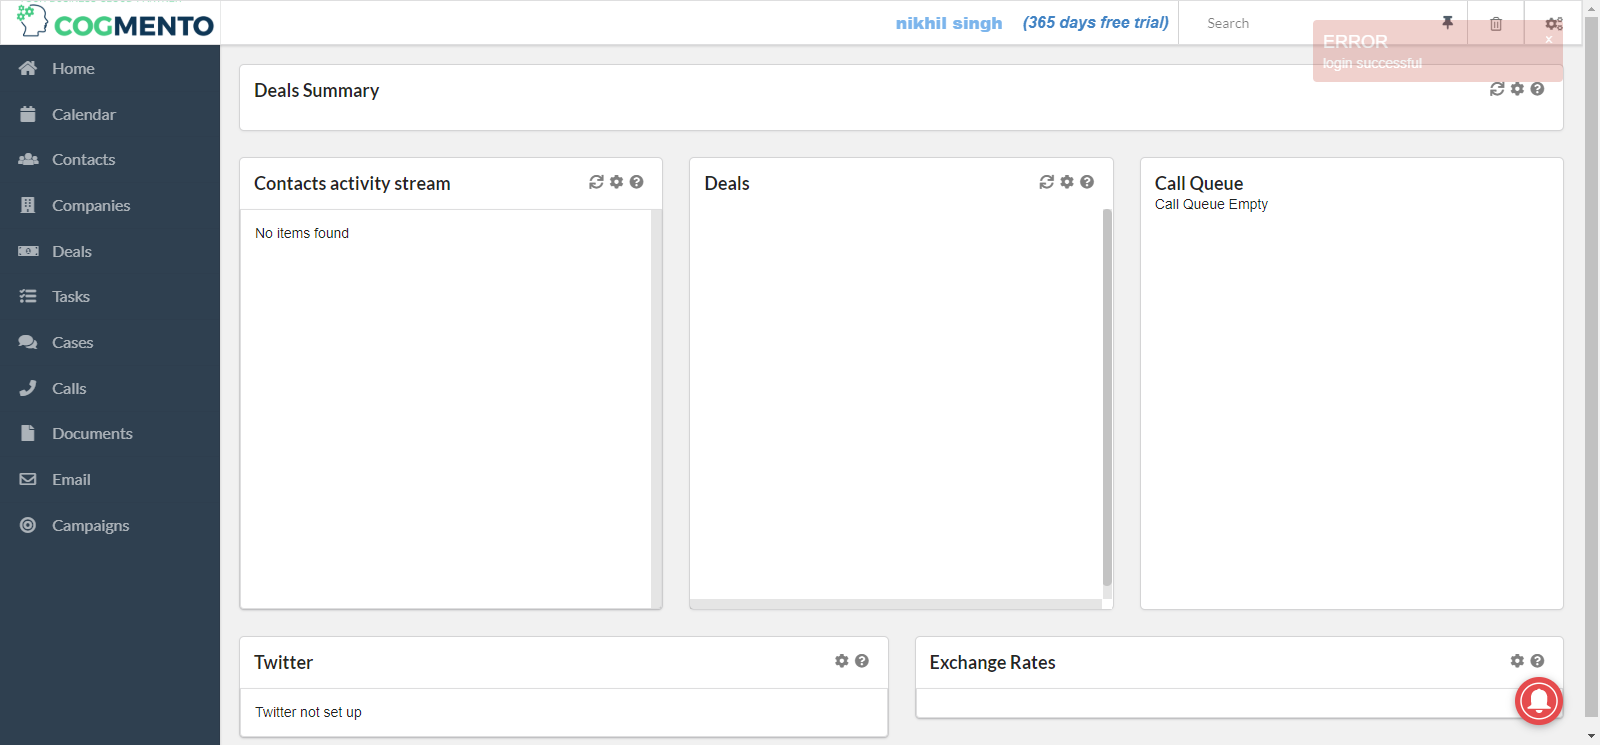 COGMENTO
nikhil singh (365 days free trial) Search
ERROR
login successful
Home
Calendar
Contacts
Companies
Deals
Tasks
Cases
Calls
Documents
Email
Campaigns
Deals Summary
Contacts activity stream
No items found
Deals
Call Queue
Call Queue Empty
Twitter
Twitter not set up
Exchange Rates